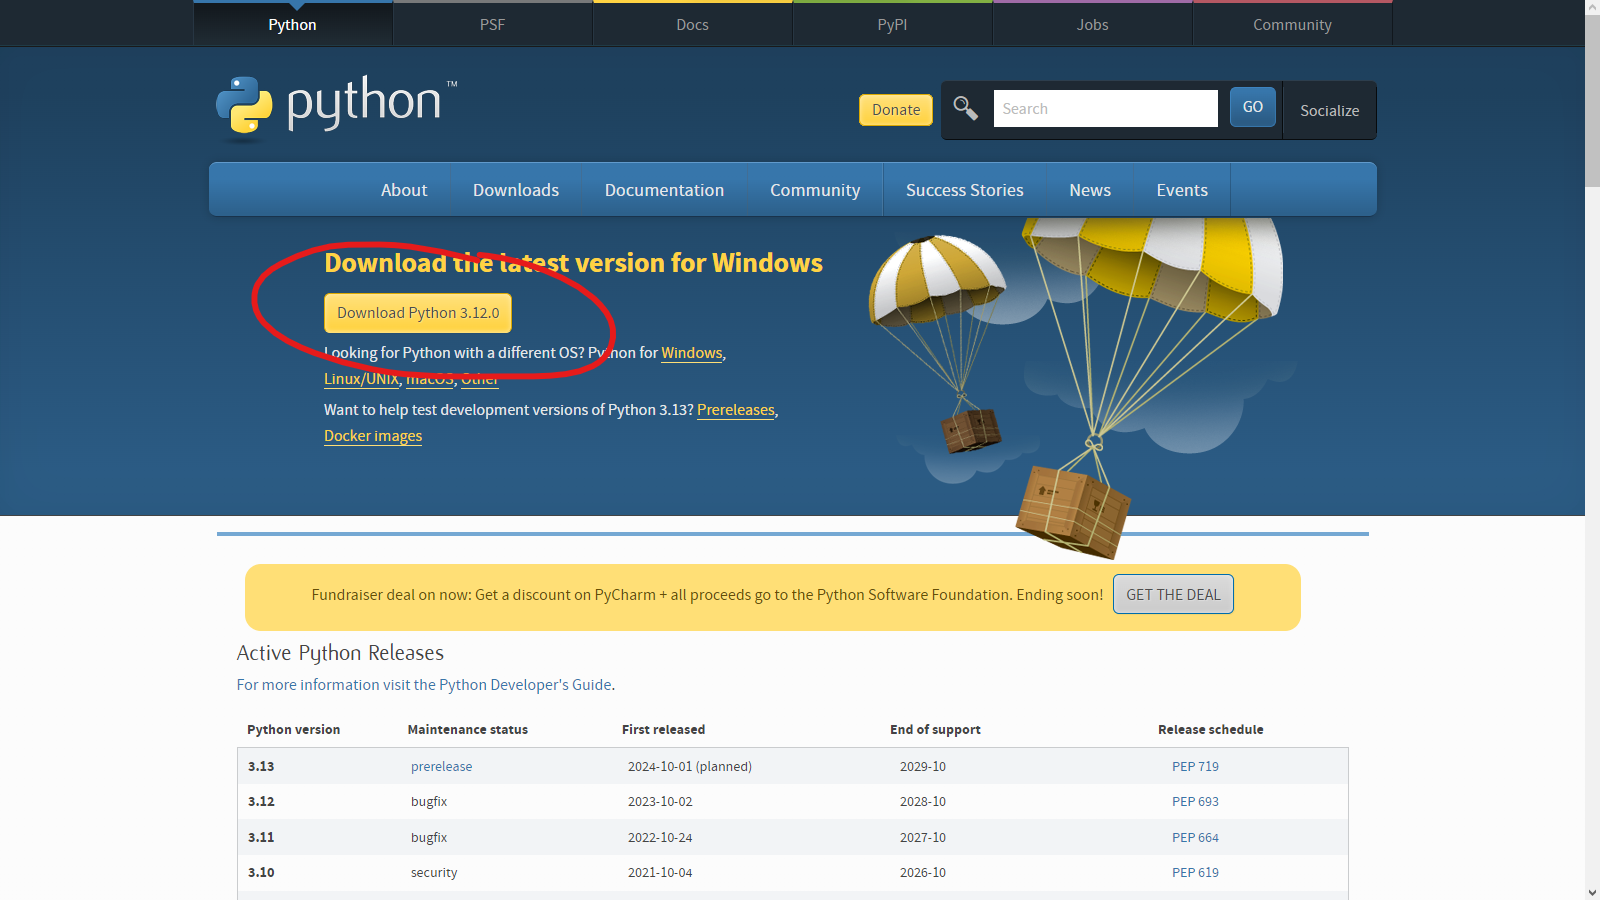 Python PSF Docs PyPI Jobs Community
python™
Donate Search GO Socialize
About Downloads Documentation Community Success Stories News Events
Download the latest version for Windows
Download Python 3.12.0
Looking for Python with a different OS? Python for Windows,
Linux/UNIX, macOS, Other
Want to help test development versions of Python 3.13? Prereleases,
Docker images
Fundraiser deal on now: Get a discount on PyCharm + all proceeds go to the Python Software Foundation. Ending soon! GET THE DEAL
Active Python Releases
For more information visit the Python Developer's Guide.
Python version Maintenance status First released End of support Release schedule
3.13 prerelease 2024-10-01 (planned) 2029-10 PEP 719
3.12 bugfix 2023-10-02 2028-10 PEP 693
3.11 bugfix 2022-10-24 2027-10 PEP 664
3.10 security 2021-10-04 2026-10 PEP 619